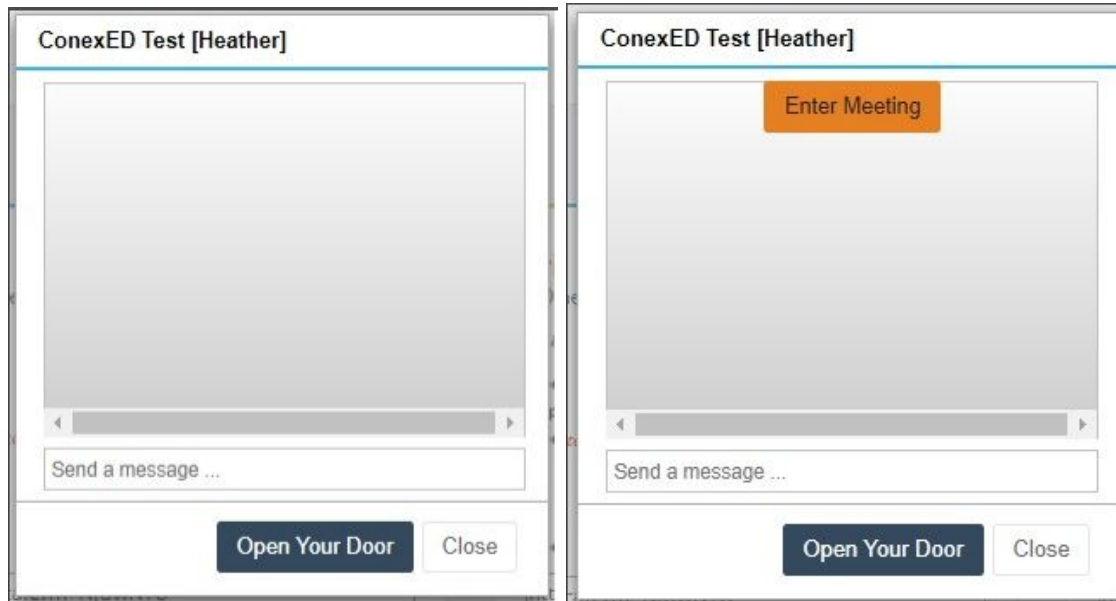 ConexED Test [Heather]
Send a message ...
Open Your Door
Close
ConexED Test [Heather]
Enter Meeting
Send a message ...
Open Your Door
Close